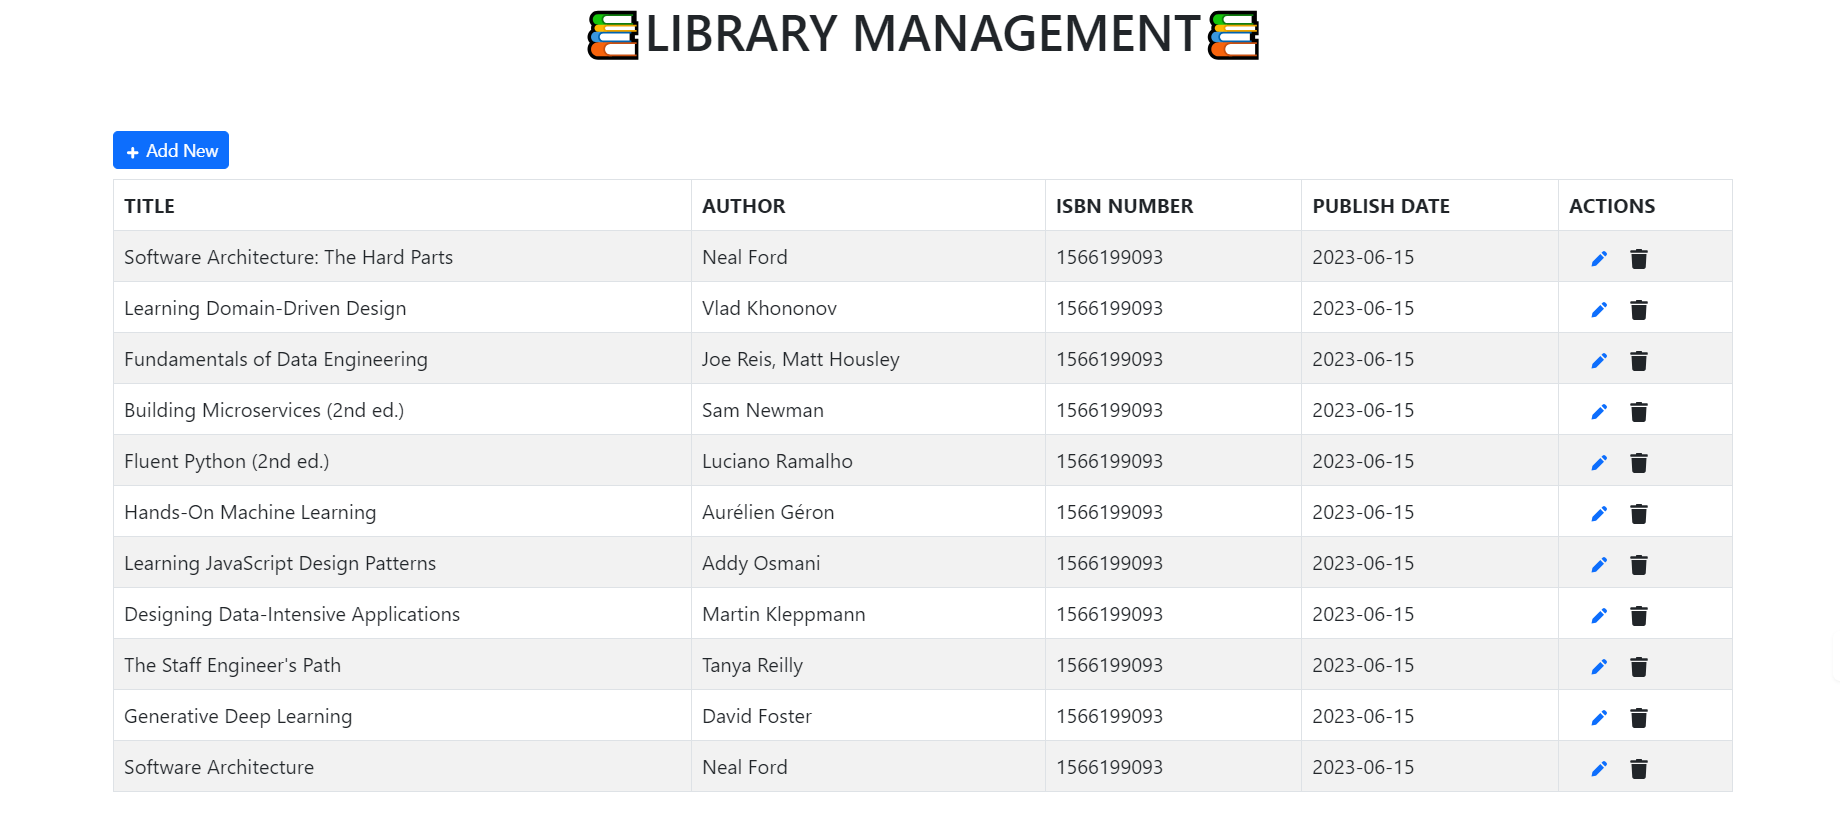 LIBRARY MANAGEMENT
+ Add New
TITLE AUTHOR ISBN NUMBER PUBLISH DATE ACTIONS
Software Architecture: The Hard Parts Neal Ford 1566199093 2023-06-15
Learning Domain-Driven Design Vlad Khononov 1566199093 2023-06-15
Fundamentals of Data Engineering Joe Reis, Matt Housley 1566199093 2023-06-15
Building Microservices (2nd ed.) Sam Newman 1566199093 2023-06-15
Fluent Python (2nd ed.) Luciano Ramalho 1566199093 2023-06-15
Hands-On Machine Learning Aurélien Géron 1566199093 2023-06-15
Learning JavaScript Design Patterns Addy Osmani 1566199093 2023-06-15
Designing Data-Intensive Applications Martin Kleppmann 1566199093 2023-06-15
The Staff Engineer's Path Tanya Reilly 1566199093 2023-06-15
Generative Deep Learning David Foster 1566199093 2023-06-15
Software Architecture Neal Ford 1566199093 2023-06-15